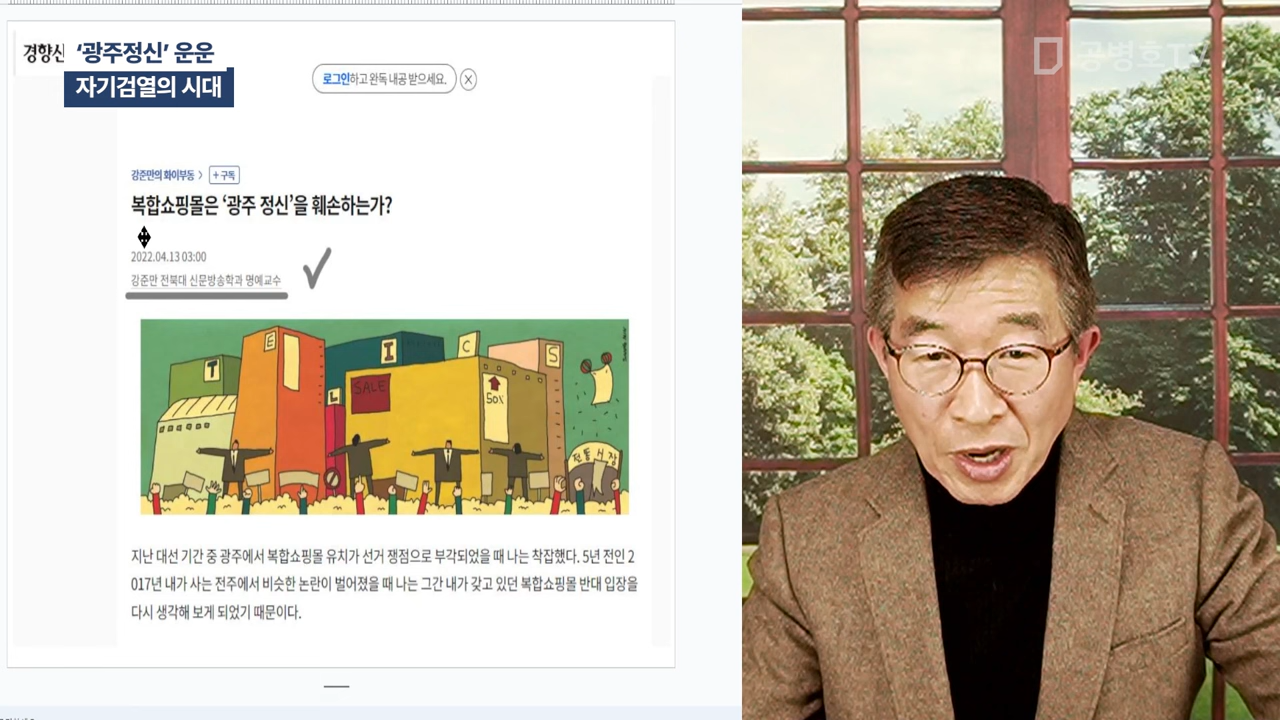 경향신
‘광주정신’ 운운
자기검열의 시대
로그인하고 완독 내공 받으세요.
공병호TV
강준만의 화이부동 >
+ 구독
복합쇼핑몰은 ‘광주 정신’을 훼손하는가?
2022.04.13 03:00
강준만 전북대 신문방송학과 명예교수
T
E
L
I
C
S
SALE
50%
전통시장
지난 대선 기간 중 광주에서 복합쇼핑몰 유치가 선거 쟁점으로 부각되었을 때 나는 착잡했다. 5년 전인 2
017년 내가 사는 전주에서 비슷한 논란이 벌어졌을 때 나는 그간 내가 갖고 있던 복합쇼핑몰 반대 입장을
다시 생각해 보게 되었기 때문이다.